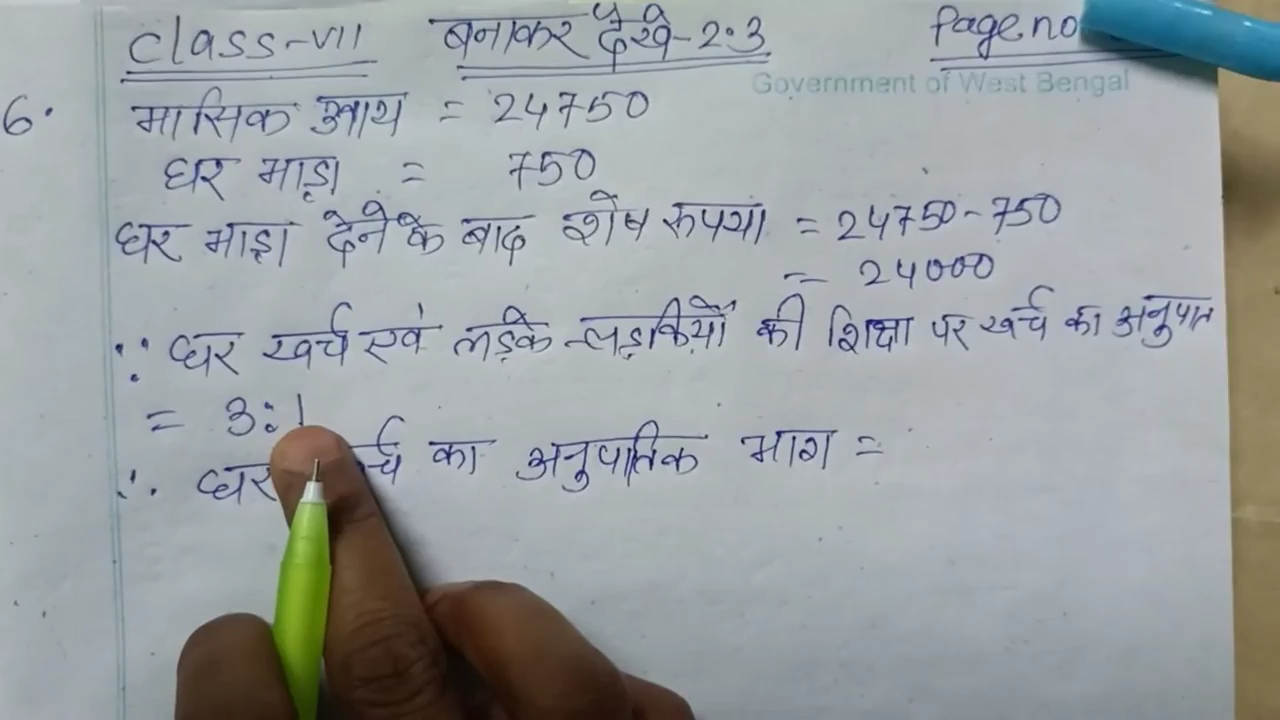 Class-VII बनाकर देखे-2.3 Page no
Government of West Bengal
6. मासिक आय = 24750
घर भाड़ा = 750
घर भाड़ा देने के बाद शेष रूपया = 24750-750
= 24000
∵ घर खर्च एवं लड़के-लड़कियों की शिक्षा पर खर्च का अनुपात
= 3:1
∴ घर का अनुपातिक भाग =